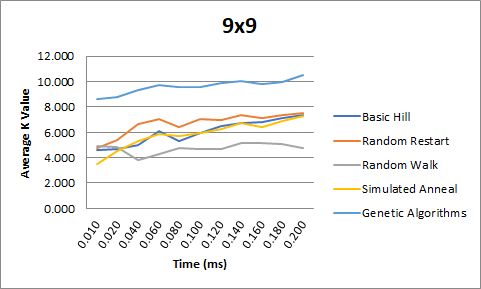 9x9
Average K Value
12.000
10.000
8.000
6.000
4.000
2.000
0.000
0.010
0.020
0.040
0.060
0.080
0.100
0.120
0.140
0.160
0.180
0.200
Time (ms)
Basic Hill
Random Restart
Random Walk
Simulated Anneal
Genetic Algorithms